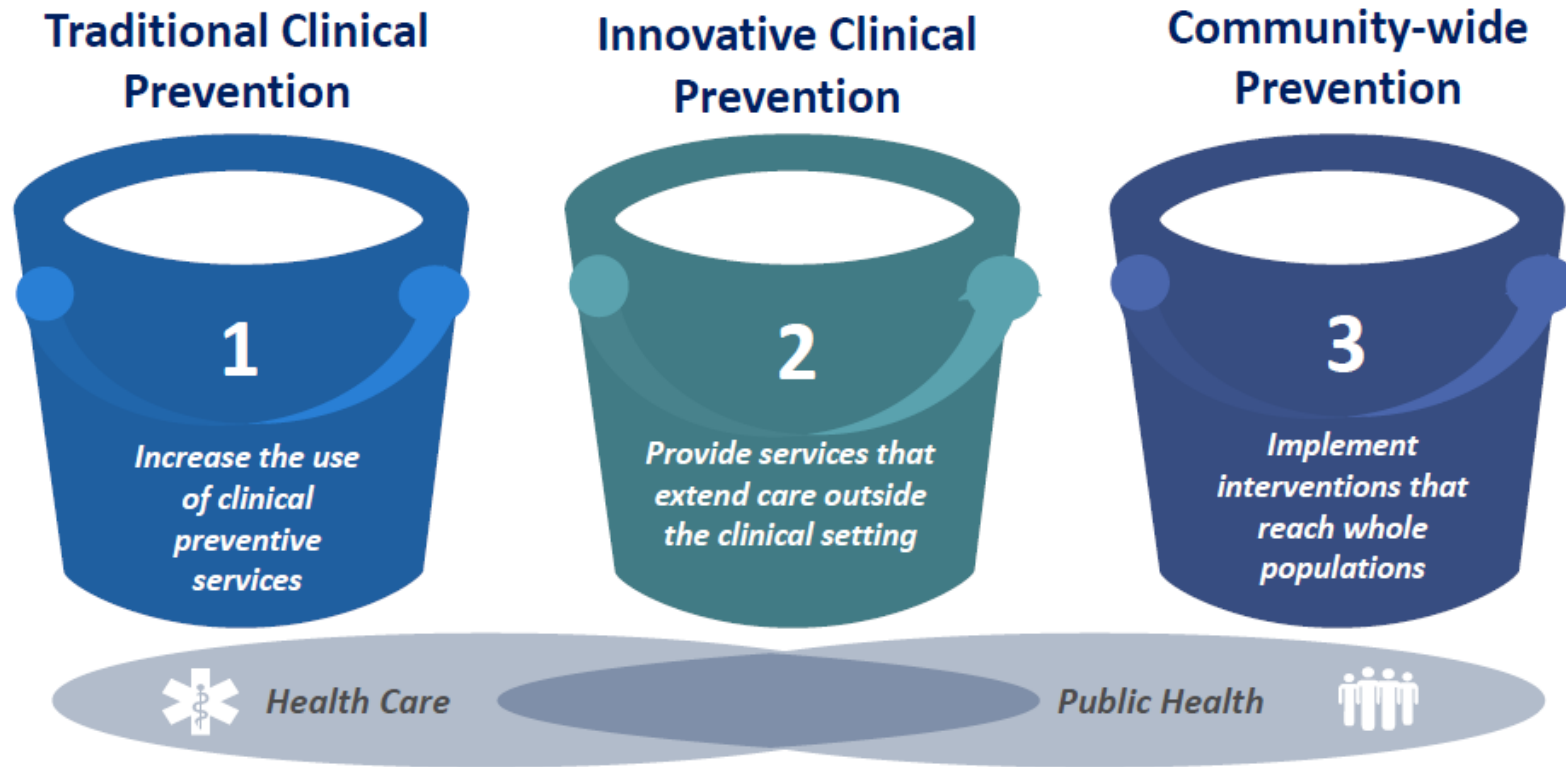 Traditional Clinical
Prevention
Innovative Clinical
Prevention
Community-wide
Prevention
1
Increase the use
of clinical
preventive
services
2
Provide services that
extend care outside
the clinical setting
3
Implement
interventions that
reach whole
populations
Health Care
Public Health